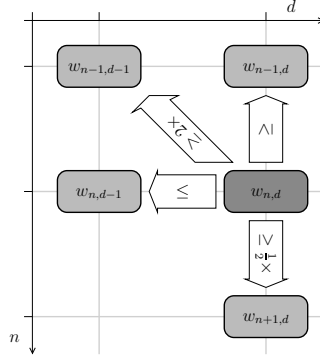 d
w_{n−1,d−1}
w_{n−1,d}
≤ 2×
≥
w_{n,d−1}
≤
w_{n,d}
≥ ½×
w_{n+1,d}
n